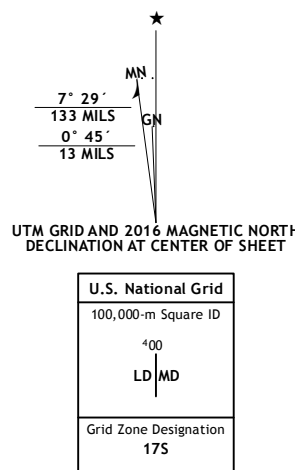 ★
MN
7° 29´
133 MILS
GN
0° 45´
13 MILS
UTM GRID AND 2016 MAGNETIC NORTH
DECLINATION AT CENTER OF SHEET
U.S. National Grid
100,000-m Square ID
⁴00
LD MD
Grid Zone Designation
17S